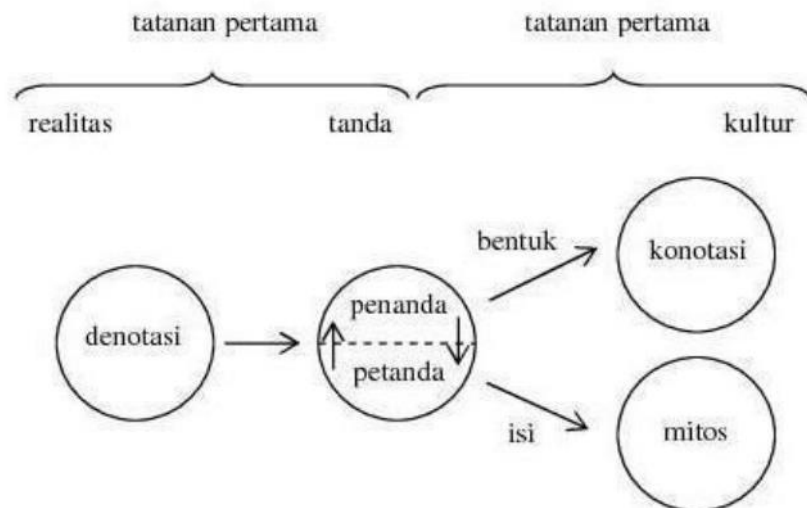 tatanan pertama tatanan pertama
realitas tanda kultur
bentuk
konotasi
penanda
denotasi
petanda
isi
mitos